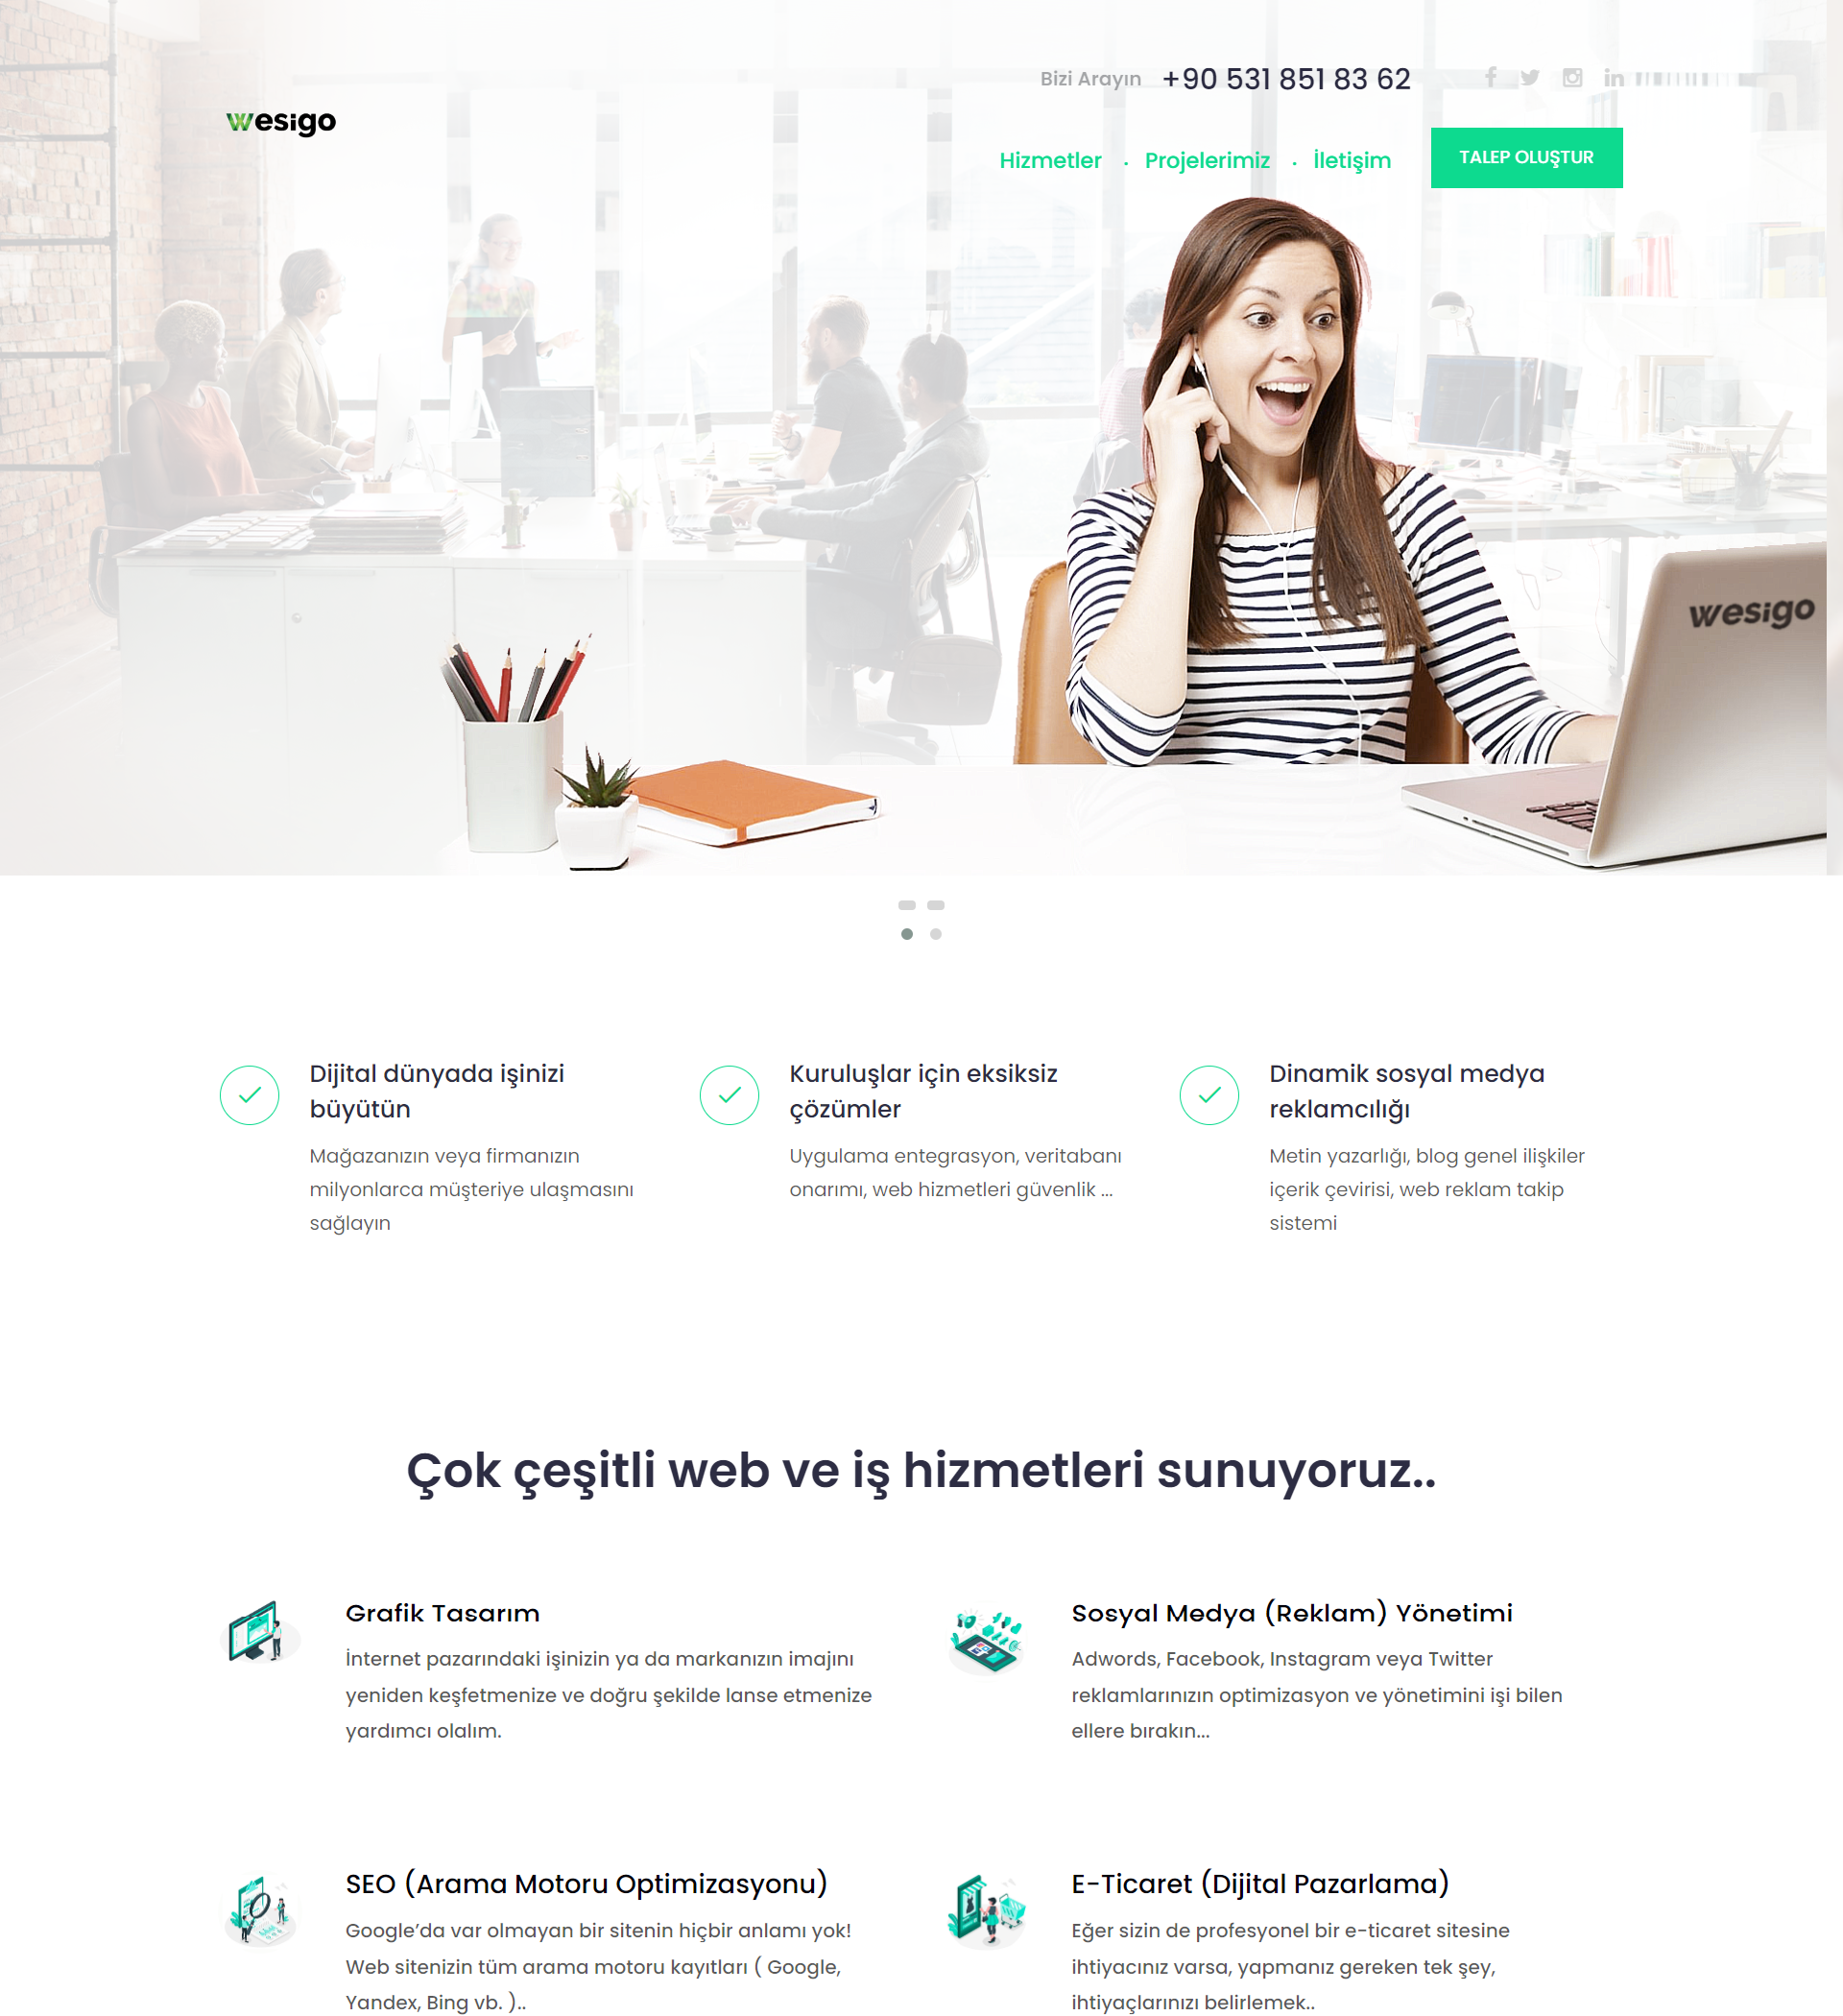 Bizi Arayın +90 531 851 83 62
wesigo
Hizmetler · Projelerimiz · İletişim TALEP OLUŞTUR
wesigo
Dijital dünyada işinizi
büyütün
Mağazanızın veya firmanızın
milyonlarca müşteriye ulaşmasını
sağlayın
Kuruluşlar için eksiksiz
çözümler
Uygulama entegrasyon, veritabanı
onarımı, web hizmetleri güvenlik ...
Dinamik sosyal medya
reklamcılığı
Metin yazarlığı, blog genel ilişkiler
içerik çevirisi, web reklam takip
sistemi
Çok çeşitli web ve iş hizmetleri sunuyoruz..
Grafik Tasarım
İnternet pazarındaki işinizin ya da markanızın imajını
yeniden keşfetmenize ve doğru şekilde lanse etmenize
yardımcı olalım.
Sosyal Medya (Reklam) Yönetimi
Adwords, Facebook, Instagram veya Twitter
reklamlarınızın optimizasyon ve yönetimini işi bilen
ellere bırakın...
SEO (Arama Motoru Optimizasyonu)
Google’da var olmayan bir sitenin hiçbir anlamı yok!
Web sitenizin tüm arama motoru kayıtları ( Google,
Yandex, Bing vb. )..
E-Ticaret (Dijital Pazarlama)
Eğer sizin de profesyonel bir e-ticaret sitesine
ihtiyacınız varsa, yapmanız gereken tek şey,
ihtiyaçlarınızı belirlemek..